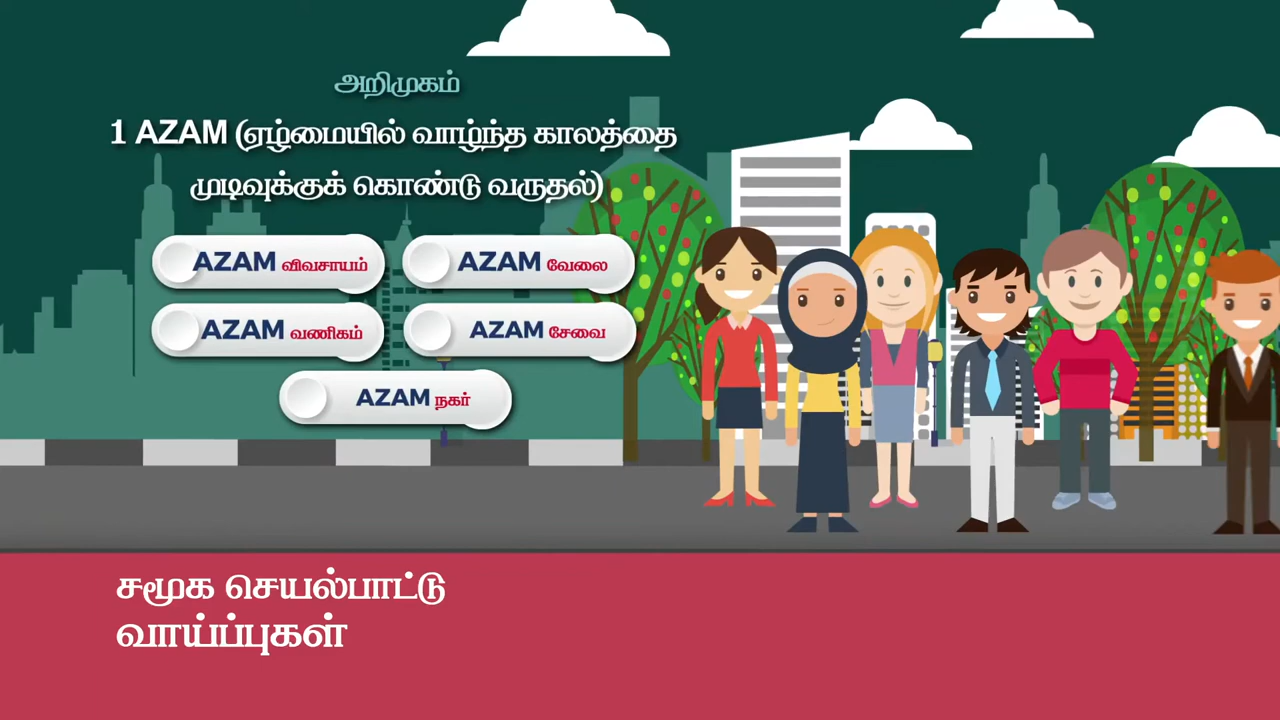 அறிமுகம்
1 AZAM (ஏழ்மையில் வாழ்ந்த காலத்தை
முடிவுக்குக் கொண்டு வருதல்)
AZAM விவசாயம்
AZAM வேலை
AZAM வணிகம்
AZAM சேவை
AZAM நகர்
சமூக செயல்பாட்டு
வாய்ப்புகள்